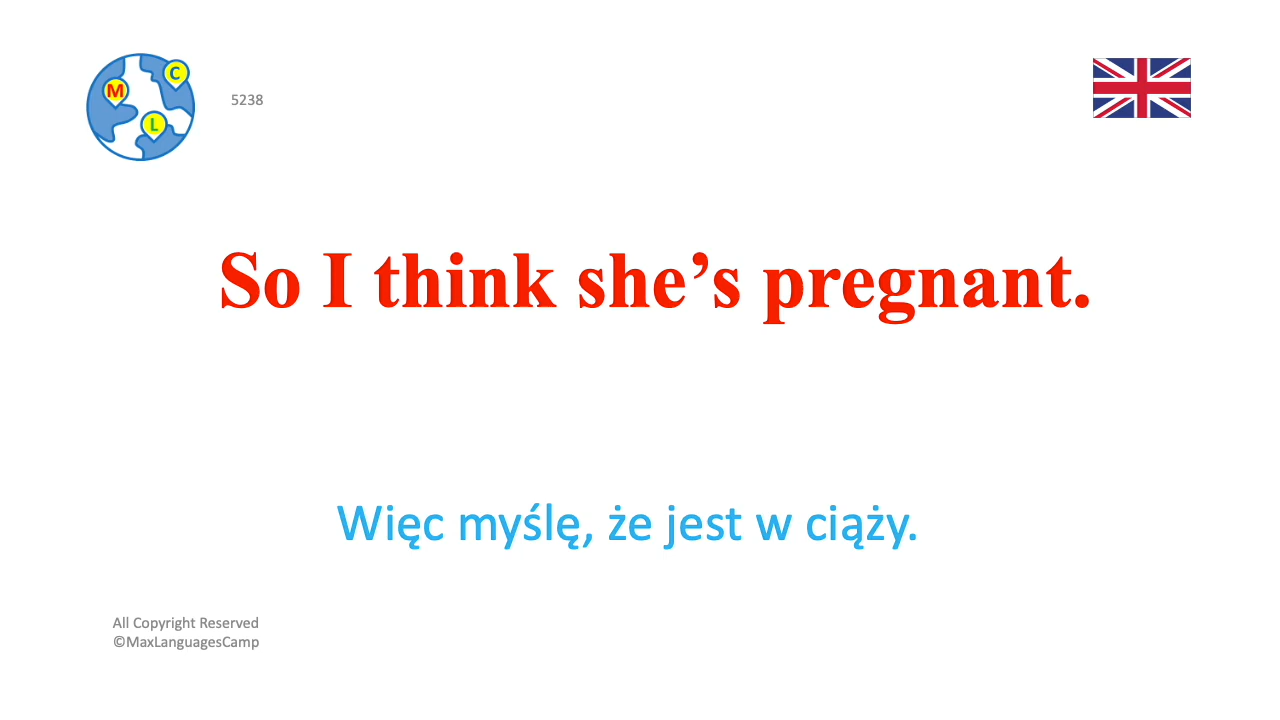 M
C
L
5238
So I think she’s pregnant.
Więc myślę, że jest w ciąży.
All Copyright Reserved
©MaxLanguagesCamp